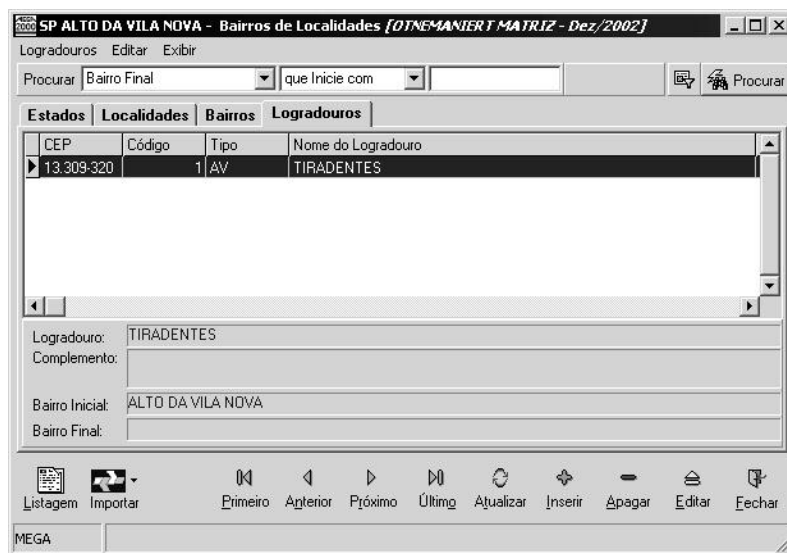 MEGA 2000 SP ALTO DA VILA NOVA - Bairros de Localidades [OTNEMANIERT MATRIZ - Dez/2002]
Logradouros Editar Exibir
Procurar Bairro Final que Inicie com Procurar
Estados Localidades Bairros Logradouros
CEP Código Tipo Nome do Logradouro
13.309-320 1 AV TIRADENTES
Logradouro: TIRADENTES
Complemento:
Bairro Inicial: ALTO DA VILA NOVA
Bairro Final:
Listagem Importar Primeiro Anterior Próximo Último Atualizar Inserir Apagar Editar Fechar
MEGA